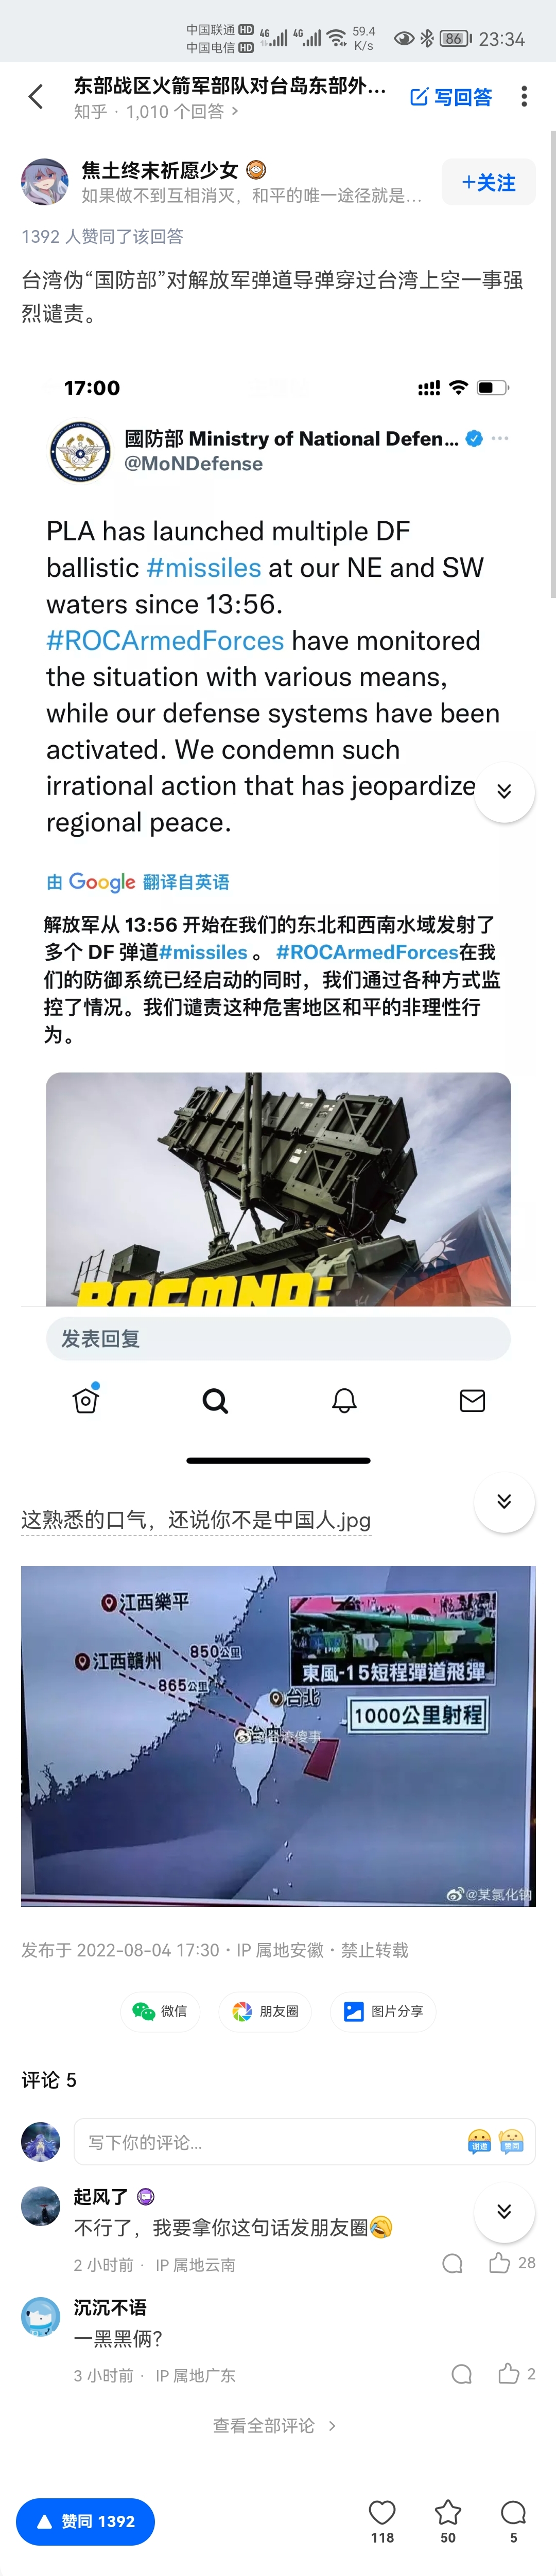 中国联通 HD 4G 4G 59.4 K/s 86 23:34
中国电信 HD
东部战区火箭军部队对台岛东部外...
知乎 · 1,010 个回答 >
写回答
焦土终末祈愿少女
如果做不到互相消灭，和平的唯一途径就是...
+关注
1392 人赞同了该回答
台湾伪“国防部”对解放军弹道导弹穿过台湾上空一事强
烈谴责。
17:00
國防部 Ministry of National Defen...
@MoNDefense
PLA has launched multiple DF
ballistic #missiles at our NE and SW
waters since 13:56.
#ROCArmedForces have monitored
the situation with various means,
while our defense systems have been
activated. We condemn such
irrational action that has jeopardize
regional peace.
由 Google 翻译自英语
解放军从 13:56 开始在我们的东北和西南水域发射了
多个 DF 弹道#missiles 。 #ROCArmedForces在我
们的防御系统已经启动的同时，我们通过各种方式监
控了情况。我们谴责这种危害地区和平的非理性行
为。
ROCMND:
发表回复
这熟悉的口气，还说你不是中国人.jpg
江西樂平
850公里
江西赣州
865公里
東風-15短程彈道飛彈
台北
1000公里射程
@某氯化钠
发布于 2022-08-04 17:30 · IP 属地安徽 · 禁止转载
微信
朋友圈
图片分享
评论 5
写下你的评论...
谢邀
赞同
起风了
不行了，我要拿你这句话发朋友圈🤣
2 小时前 · IP 属地云南
28
沉沉不语
一黑黑俩？
3 小时前 · IP 属地广东
2
查看全部评论 >
赞同 1392
118
50
5